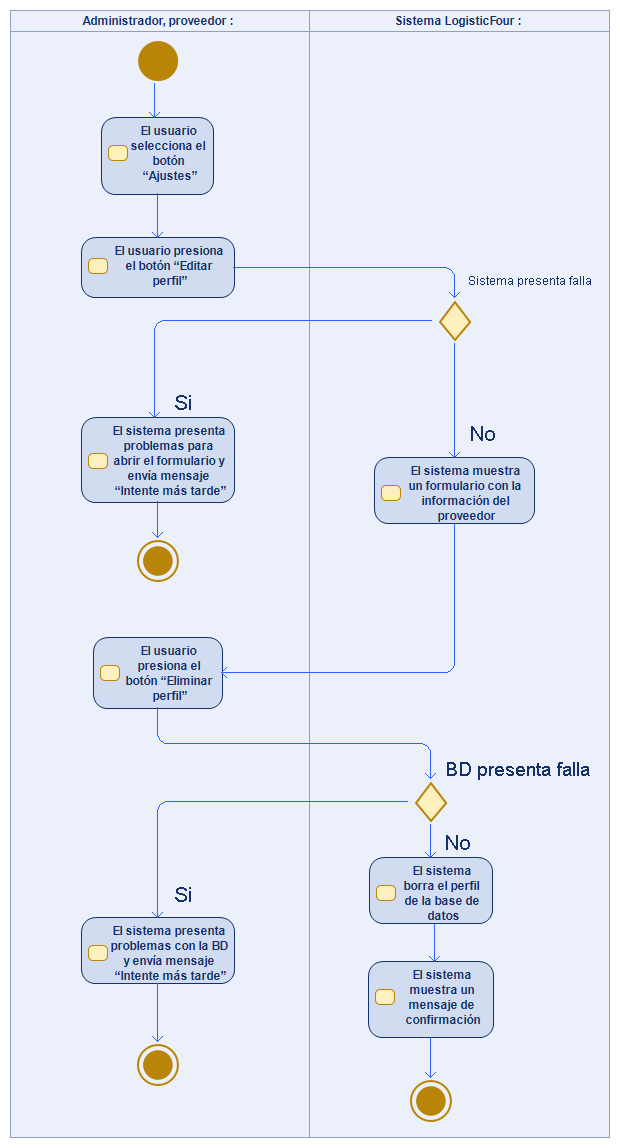 Administrador, proveedor :
Sistema LogisticFour :
El usuario
selecciona el
botón
“Ajustes”
El usuario presiona
el botón “Editar
perfil”
Sistema presenta falla
Si
El sistema presenta
problemas para
abrir el formulario y
envía mensaje
“Intente más tarde”
No
El sistema muestra
un formulario con la
información del
proveedor
El usuario
presiona el
botón “Eliminar
perfil”
BD presenta falla
No
El sistema
borra el perfil
de la base de
datos
Si
El sistema presenta
problemas con la BD
y envía mensaje
“Intente más tarde”
El sistema
muestra un
mensaje de
confirmación